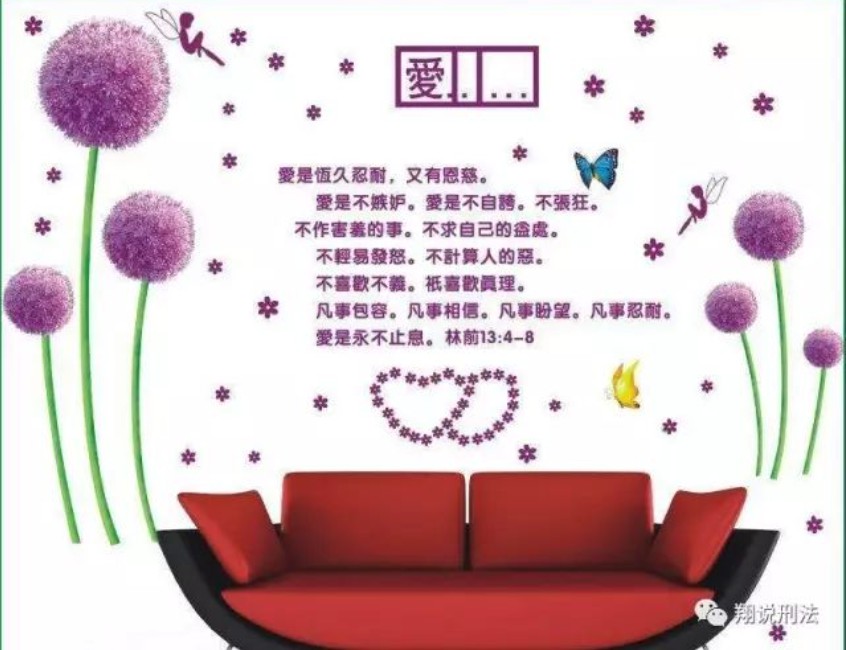 愛.. ...
愛是恆久忍耐，又有恩慈。
愛是不嫉妒。愛是不自誇。不張狂。
不作害羞的事。不求自己的益處。
不輕易發怒。不計算人的惡。
不喜歡不義。衹喜歡眞理。
凡事包容。凡事相信。凡事盼望。凡事忍耐。
愛是永不止息。林前13:4-8
翔说刑法